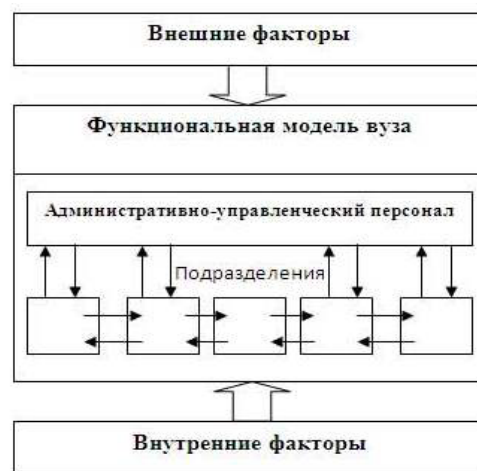 Внешние факторы
Функциональная модель вуза
Административно-управленческий персонал
Подразделения
Внутренние факторы